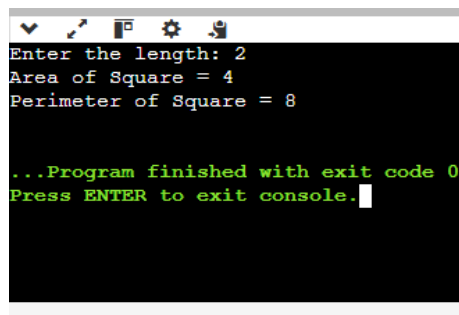 Enter the length: 2
Area of Square = 4
Perimeter of Square = 8
...Program finished with exit code 0
Press ENTER to exit console.